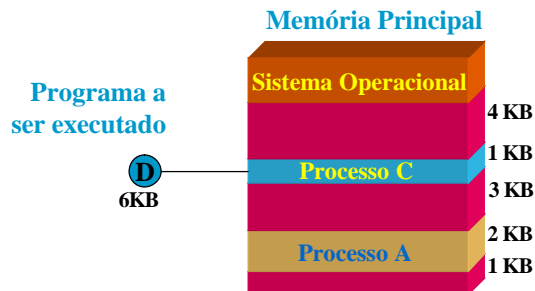 Memória Principal
Sistema Operacional
Programa a
ser executado
4 KB
1 KB
D
Processo C
6KB
3 KB
2 KB
Processo A
1 KB